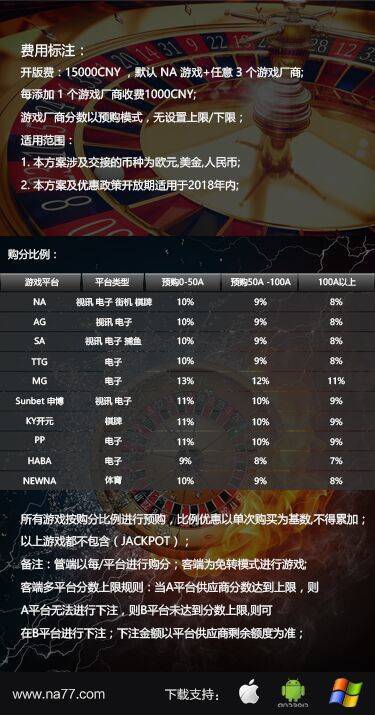 费用标注：
开版费：15000CNY ，默认 NA 游戏+任意 3 个游戏厂商;
每添加 1 个游戏厂商收费1000CNY;
游戏厂商分数以预购模式，无设置上限/下限；
适用范围：
1. 本方案涉及交接的币种为欧元,美金,人民币;
2. 本方案及优惠政策开放期适用于2018年内;
购分比例：
游戏平台 平台类型 预购0-50A 预购50A -100A 100A以上
NA 视讯 电子 街机 棋牌 10% 9% 8%
AG 视讯 电子 10% 9% 8%
SA 视讯 电子 捕鱼 10% 9% 8%
TTG 电子 10% 9% 8%
MG 电子 13% 12% 11%
Sunbet 申博 视讯 电子 11% 10% 9%
KY开元 棋牌 11% 10% 9%
PP 电子 11% 10% 9%
HABA 电子 9% 8% 7%
NEWNA 体育 10% 9% 8%
所有游戏按购分比例进行预购，比例优惠以单次购买为基数,不得累加；
以上游戏都不包含（JACKPOT）；
备注：管端以每/平台进行购分；客端为免转模式进行游戏;
客端多平台分数上限规则：当A平台供应商分数达到上限，则
A平台无法进行下注，则B平台未达到分数上限,则可
在B平台进行下注；下注金额以平台供应商剩余额度为准；
www.na77.com 下载支持：
ANDROID